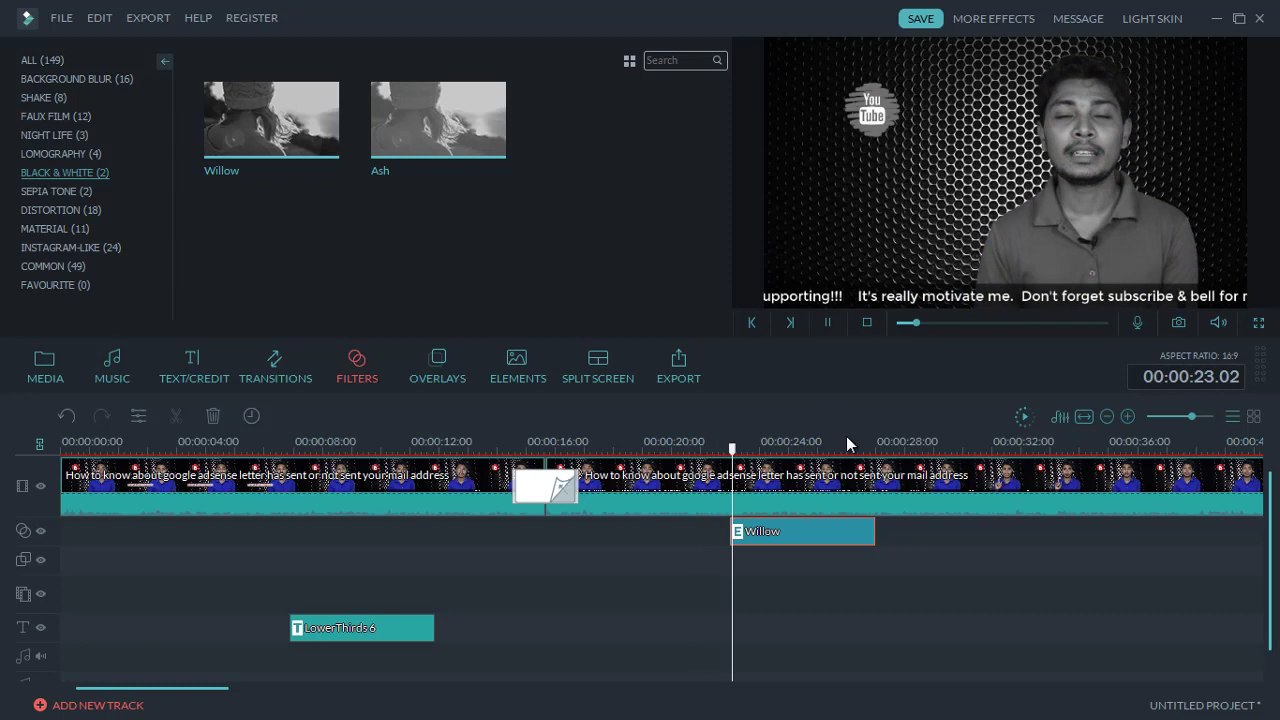 FILE EDIT EXPORT HELP REGISTER SAVE MORE EFFECTS MESSAGE LIGHT SKIN
ALL (149)
BACKGROUND BLUR (16)
SHAKE (8)
FAUX FILM (12)
NIGHT LIFE (3)
LOMOGRAPHY (4)
BLACK & WHITE (2)
SEPIA TONE (2)
DISTORTION (18)
MATERIAL (11)
INSTAGRAM-LIKE (24)
COMMON (49)
FAVOURITE (0)
Search
Willow Ash
You
Tube
upporting!!! It's really motivate me. Don't forget subscribe & bell for
MEDIA MUSIC TEXT/CREDIT TRANSITIONS FILTERS OVERLAYS ELEMENTS SPLIT SCREEN EXPORT
ASPECT RATIO: 16:9
00:00:23.02
00:00:00:00 00:00:04:00 00:00:08:00 00:00:12:00 00:00:16:00 00:00:20:00 00:00:24:00 00:00:28:00 00:00:32:00 00:00:36:00 00:00:4
How to know about google adsense letter has sent or not sent your mail address How to know about google adsense letter has sent or not sent your mail address
E Willow
T LowerThirds 6
ADD NEW TRACK UNTITLED PROJECT *